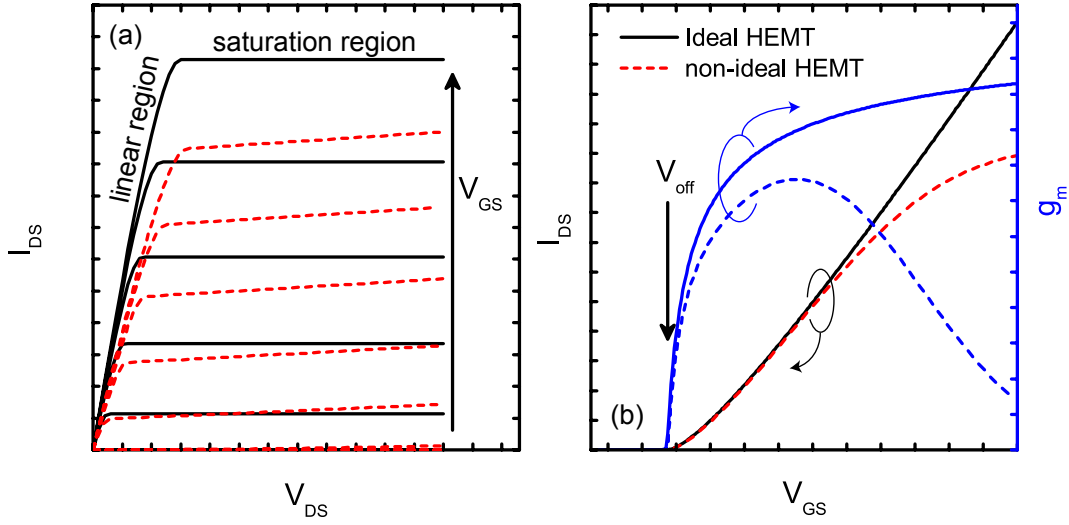 (a)
saturation region
linear region
V_GS
I_DS
V_DS
Ideal HEMT
non-ideal HEMT
V_off
I_DS
g_m
(b)
V_GS